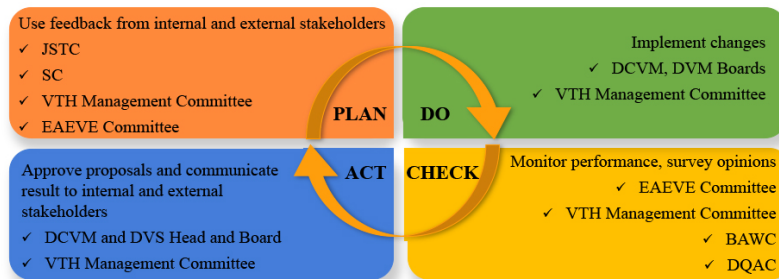 Use feedback from internal and external stakeholders
✓ JSTC
✓ SC
✓ VTH Management Committee
✓ EAEVE Committee
PLAN
Implement changes
✓ DCVM, DVM Boards
✓ VTH Management Committee
DO
Approve proposals and communicate
result to internal and external
stakeholders
✓ DCVM and DVS Head and Board
✓ VTH Management Committee
ACT
CHECK
Monitor performance, survey opinions
✓ EAEVE Committee
✓ VTH Management Committee
✓ BAWC
✓ DQAC